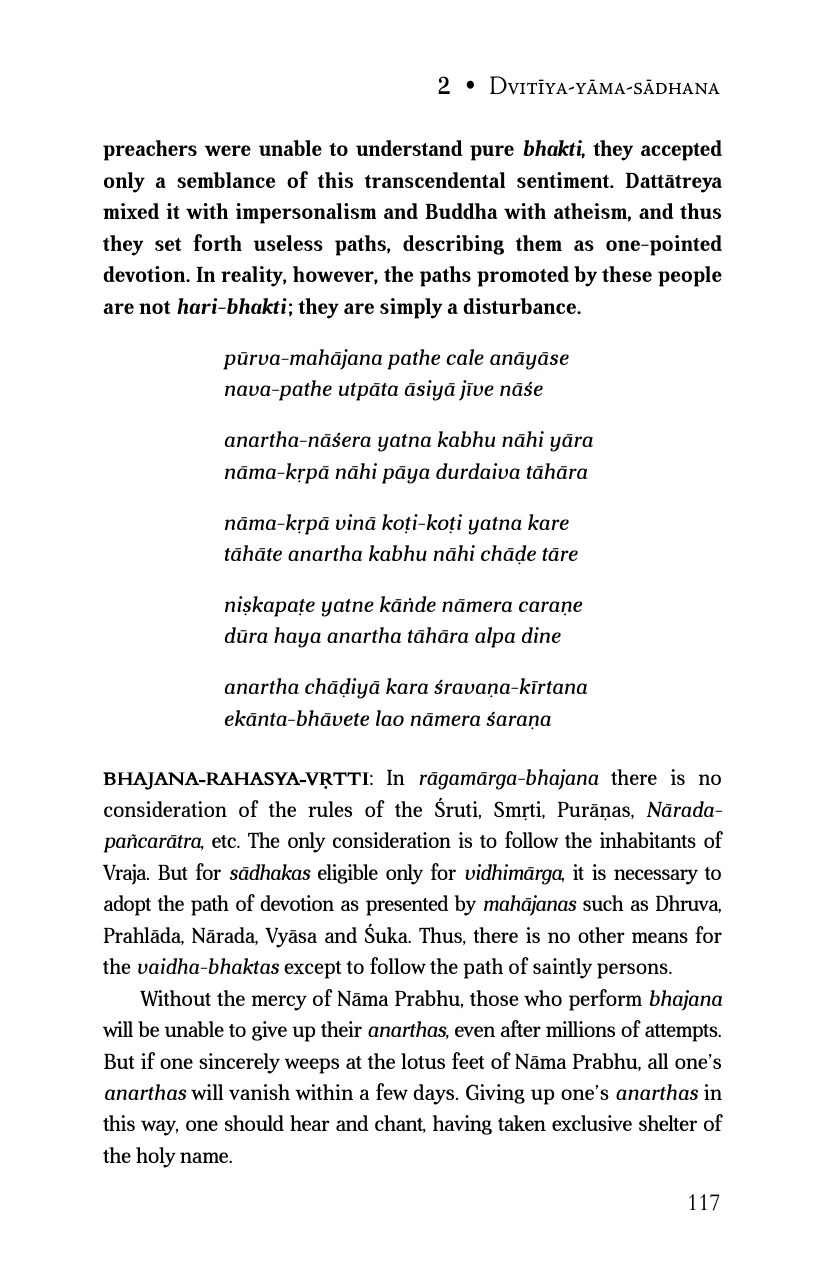 2 • Dvitīya-yāma-sādhana
preachers were unable to understand pure bhakti, they accepted
only a semblance of this transcendental sentiment. Dattātreya
mixed it with impersonalism and Buddha with atheism, and thus
they set forth useless paths, describing them as one-pointed
devotion. In reality, however, the paths promoted by these people
are not hari-bhakti; they are simply a disturbance.
pūrva-mahājana pathe cale anāyāse
nava-pathe utpāta āsiyā jīve nāśe
anartha-nāśera yatna kabhu nāhi yāra
nāma-kṛpā nāhi pāya durdaiva tāhāra
nāma-kṛpā vinā koṭi-koṭi yatna kare
tāhāte anartha kabhu nāhi chāḍe tāre
niṣkapaṭe yatne kāṅde nāmera caraṇe
dūra haya anartha tāhāra alpa dine
anartha chāḍiyā kara śravaṇa-kīrtana
ekānta-bhāvete lao nāmera śaraṇa
BHAJANA-RAHASYA-VṚTTI: In rāgamārga-bhajana there is no
consideration of the rules of the Śruti, Smṛti, Purāṇas, Nārada-
pañcarātra, etc. The only consideration is to follow the inhabitants of
Vraja. But for sādhakas eligible only for vidhimārga, it is necessary to
adopt the path of devotion as presented by mahājanas such as Dhruva,
Prahlāda, Nārada, Vyāsa and Śuka. Thus, there is no other means for
the vaidha-bhaktas except to follow the path of saintly persons.
Without the mercy of Nāma Prabhu, those who perform bhajana
will be unable to give up their anarthas, even after millions of attempts.
But if one sincerely weeps at the lotus feet of Nāma Prabhu, all one's
anarthas will vanish within a few days. Giving up one's anarthas in
this way, one should hear and chant, having taken exclusive shelter of
the holy name.
117